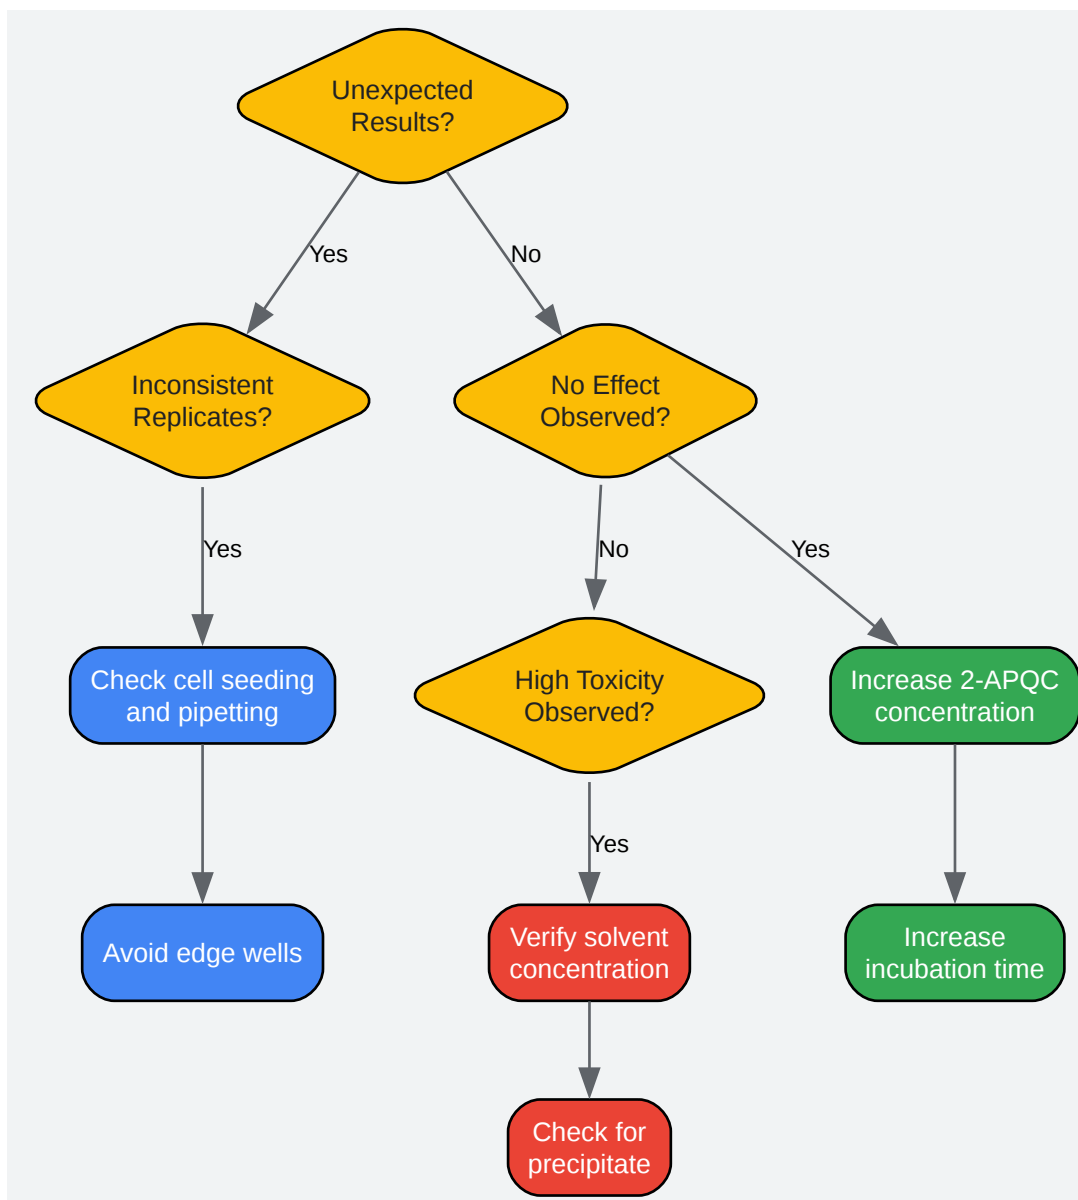 Unexpected
Results?
Yes
No
Inconsistent
Replicates?
No Effect
Observed?
Yes
No
Yes
Check cell seeding
and pipetting
High Toxicity
Observed?
Increase 2-APQC
concentration
Yes
Avoid edge wells
Verify solvent
concentration
Increase
incubation time
Check for
precipitate